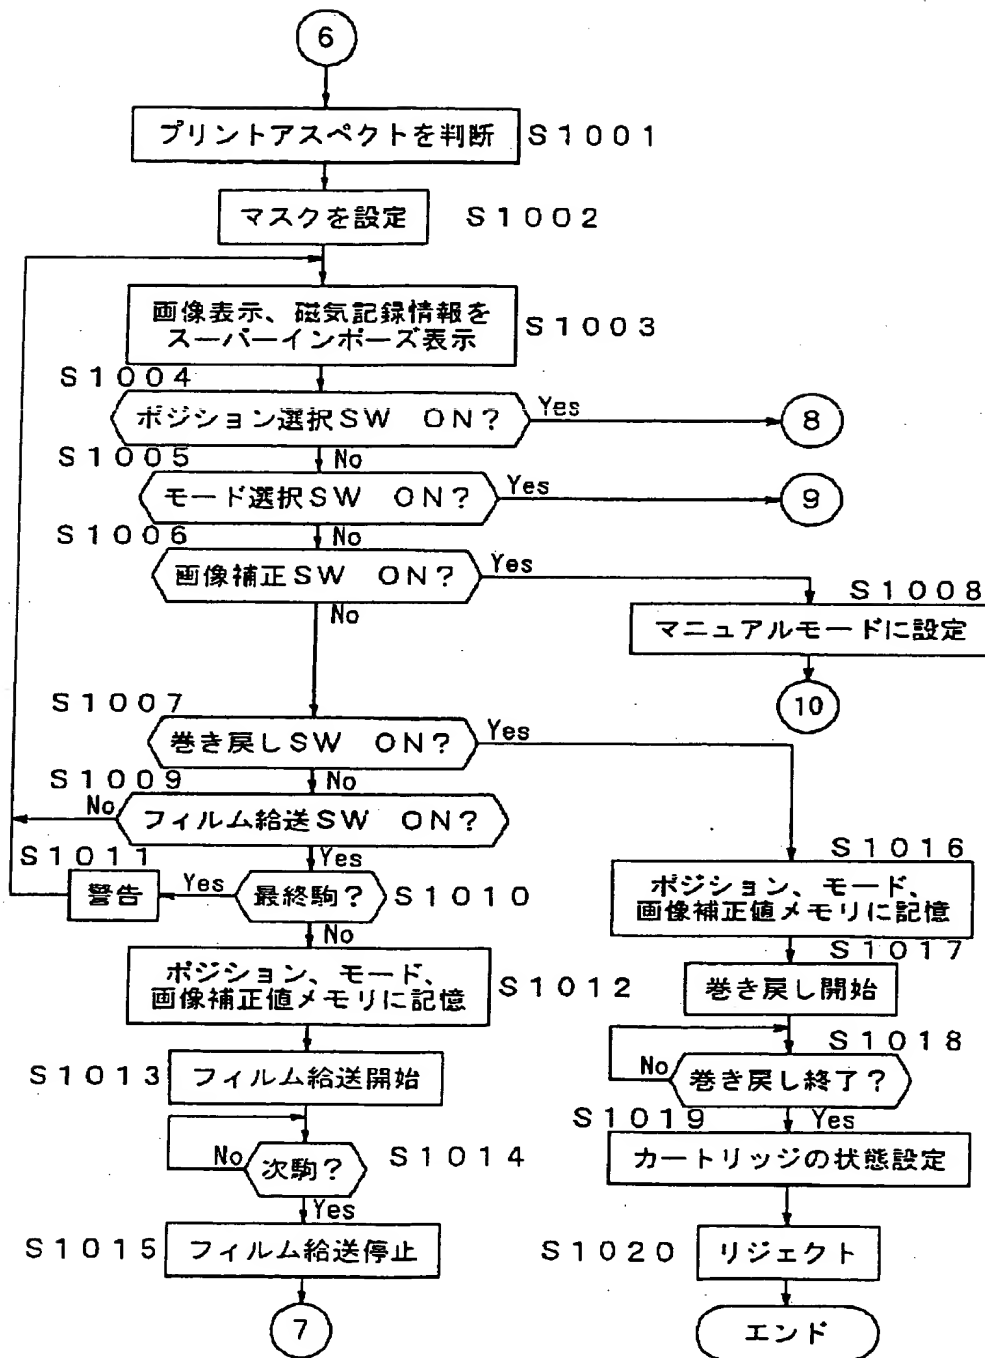 6
プリントアスペクトを判断 S1001
マスクを設定 S1002
画像表示、磁気記録情報を
スーパーインポーズ表示 S1003
S1004
ポジション選択SW ON? Yes 8
S1005 No
モード選択SW ON? Yes 9
S1006 No
画像補正SW ON? Yes
No
S1008
マニュアルモードに設定
10
S1007
巻き戻しSW ON? Yes
S1009 No
No フィルム給送SW ON?
Yes
S1011
警告 Yes 最終駒? S1010
No
ポジション、モード、
画像補正値メモリに記憶 S1012
S1013 フィルム給送開始
No 次駒? S1014
Yes
S1015 フィルム給送停止
7
S1016
ポジション、モード、
画像補正値メモリに記憶
S1017
巻き戻し開始
S1018
No 巻き戻し終了?
S1019 Yes
カートリッジの状態設定
S1020 リジェクト
エンド